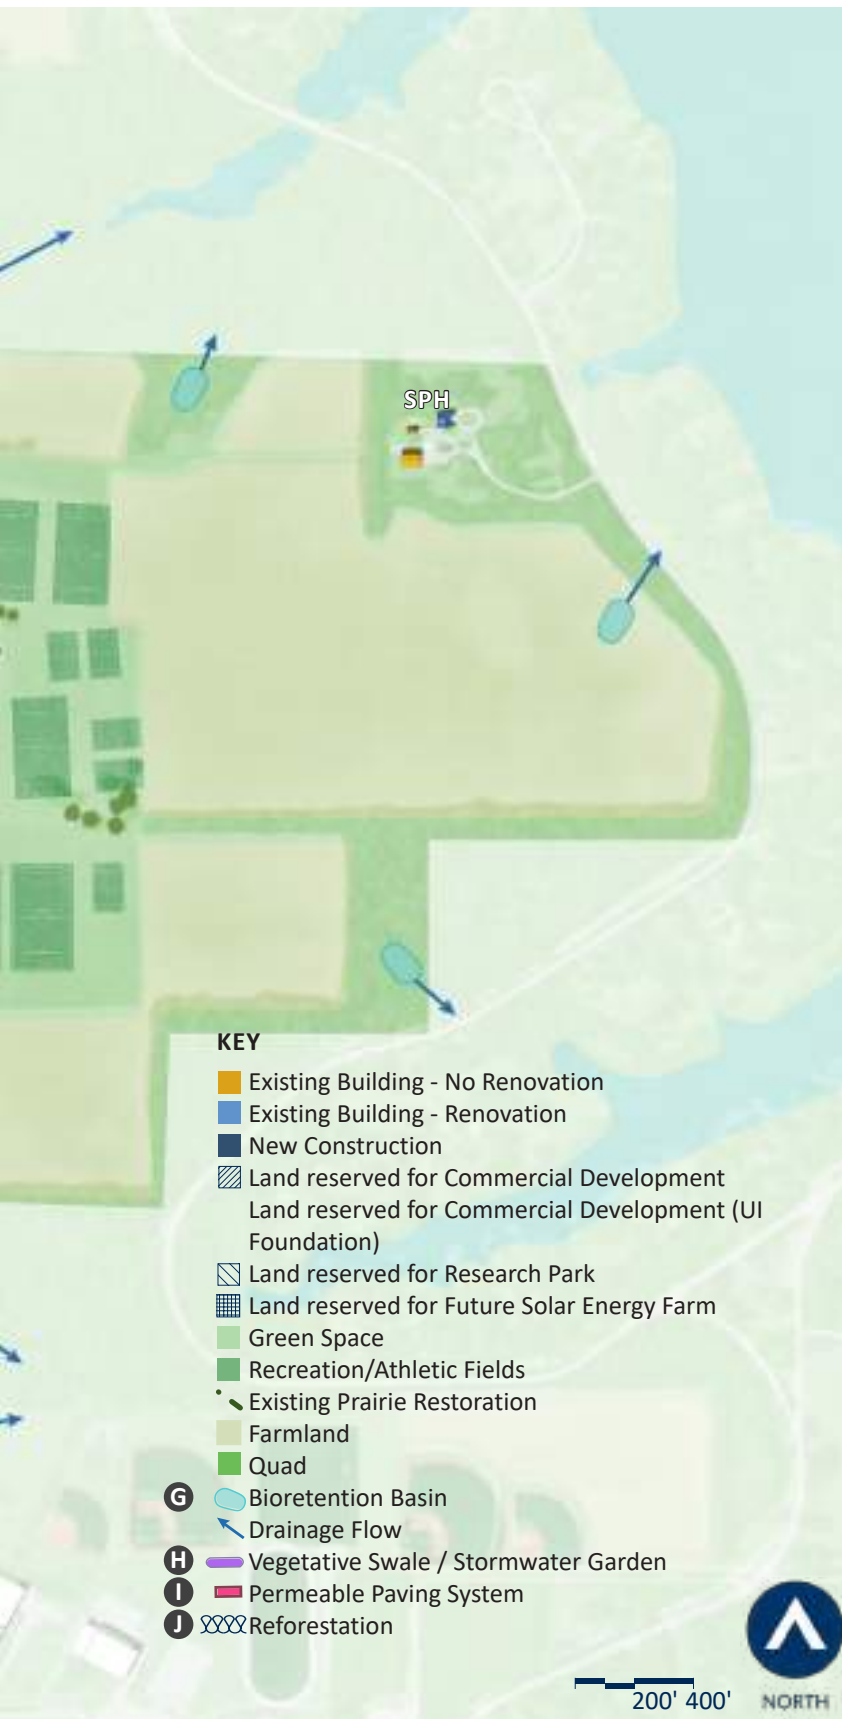 SPH
KEY
Existing Building - No Renovation
Existing Building - Renovation
New Construction
Land reserved for Commercial Development
Land reserved for Commercial Development (UI
Foundation)
Land reserved for Research Park
Land reserved for Future Solar Energy Farm
Green Space
Recreation/Athletic Fields
Existing Prairie Restoration
Farmland
Quad
G Bioretention Basin
Drainage Flow
H Vegetative Swale / Stormwater Garden
I Permeable Paving System
J Reforestation
200' 400'
NORTH